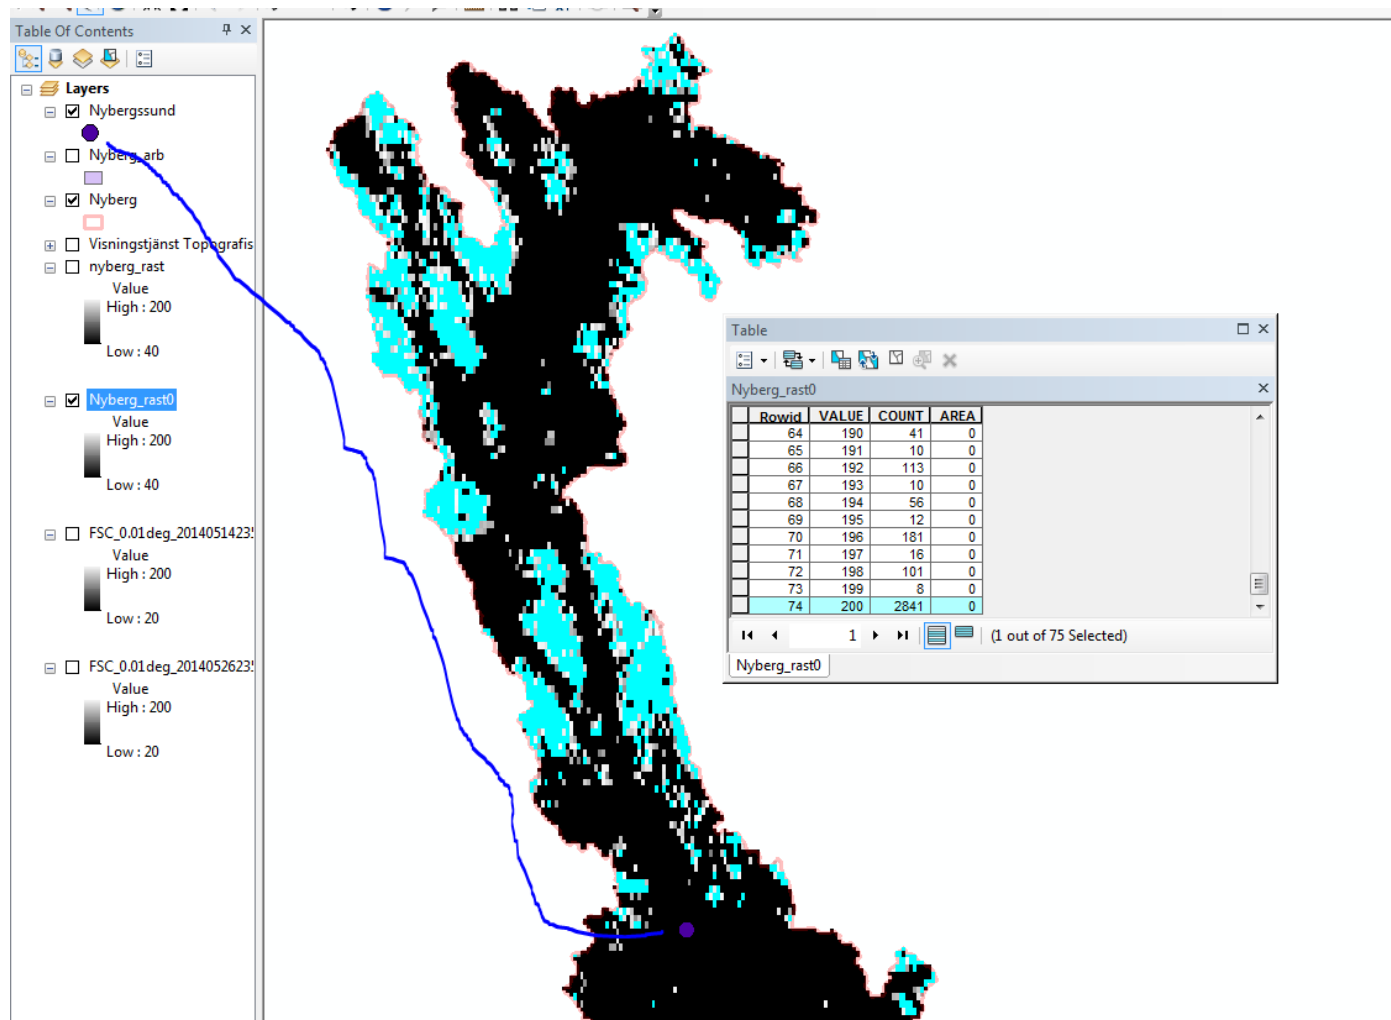 Table Of Contents
Layers
Nybergssund
Nyberg_arb
Nyberg
Visningstjänst Topografis
nyberg_rast
Value
High : 200
Low : 40
Nyberg_rast0
Value
High : 200
Low : 40
FSC_0.01deg_2014051423
Value
High : 200
Low : 20
FSC_0.01deg_2014052623
Value
High : 200
Low : 20
Table
Nyberg_rast0
Rowid VALUE COUNT AREA
64 190 41 0
65 191 10 0
66 192 113 0
67 193 10 0
68 194 56 0
69 195 12 0
70 196 181 0
71 197 16 0
72 198 101 0
73 199 8 0
74 200 2841 0
1 (1 out of 75 Selected)
Nyberg_rast0